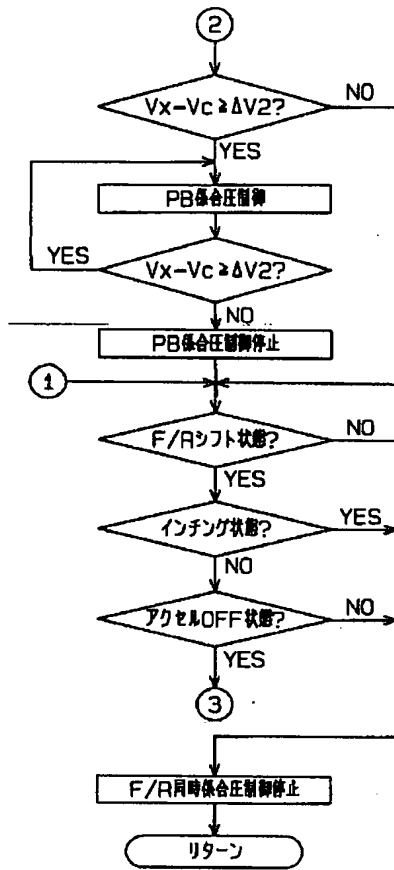 2
Vx-Vc≧ΔV2?
NO
YES
PB係合圧制御
YES
Vx-Vc≧ΔV2?
NO
PB係合圧制御停止
1
F/Rシフト状態?
NO
YES
インチング状態?
YES
NO
アクセルOFF状態?
NO
YES
3
F/R同時係合圧制御停止
リターン